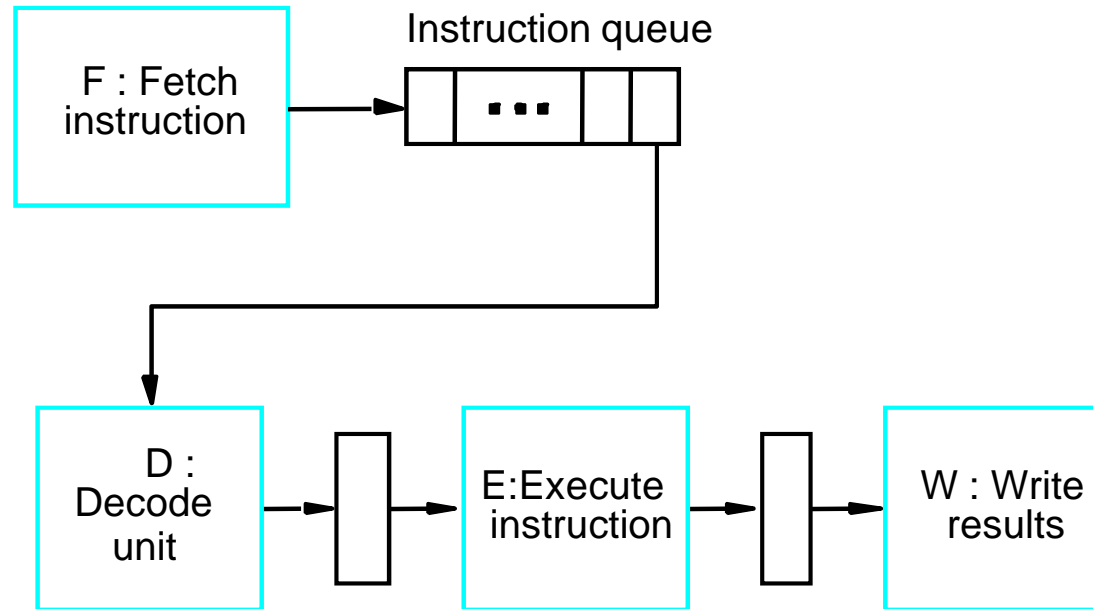 Instruction queue
F : Fetch
instruction
D :
Decode
unit
E:Execute
instruction
W : Write
results